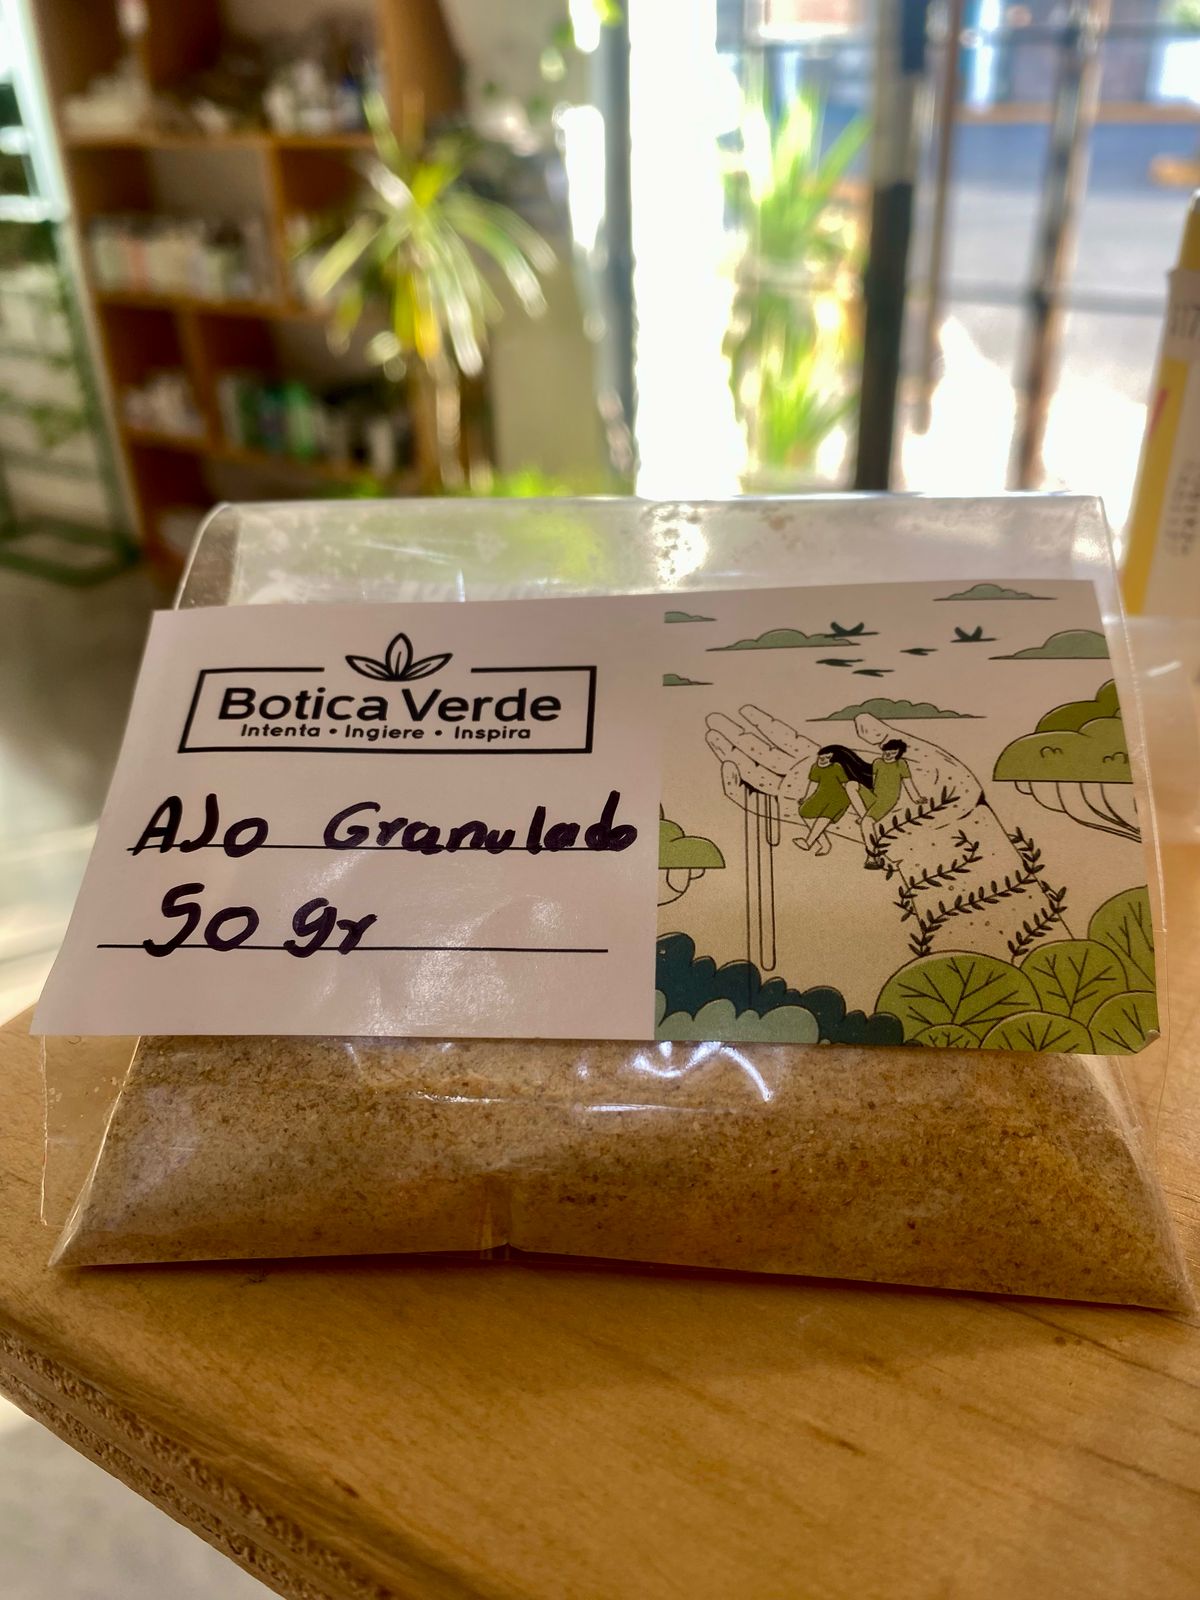 Botica Verde
Intenta • Ingiere • Inspira
AJo Granulado
50 gr